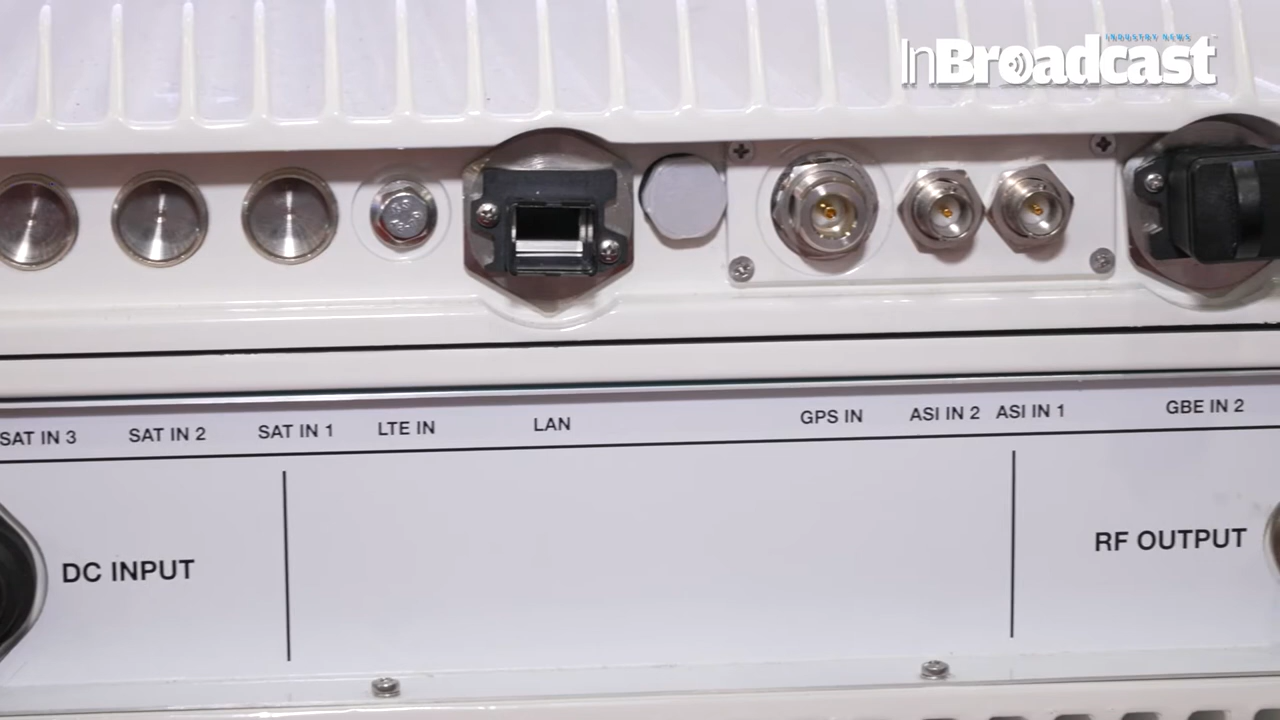 INDUSTRY NEWS
InBroadcast
SAT IN 3 SAT IN 2 SAT IN 1 LTE IN LAN GPS IN ASI IN 2 ASI IN 1 GBE IN 2
DC INPUT
RF OUTPUT